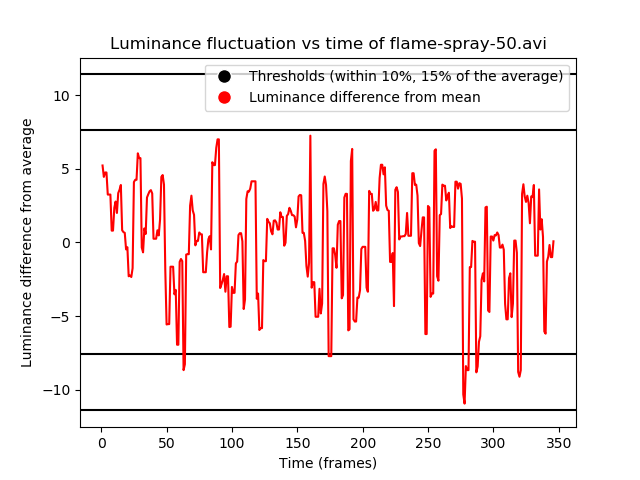 Luminance fluctuation vs time of flame-spray-50.avi
Thresholds (within 10%, 15% of the average)
Luminance difference from mean
Luminance difference from average
10
5
0
−5
−10
0 50 100 150 200 250 300 350
Time (frames)